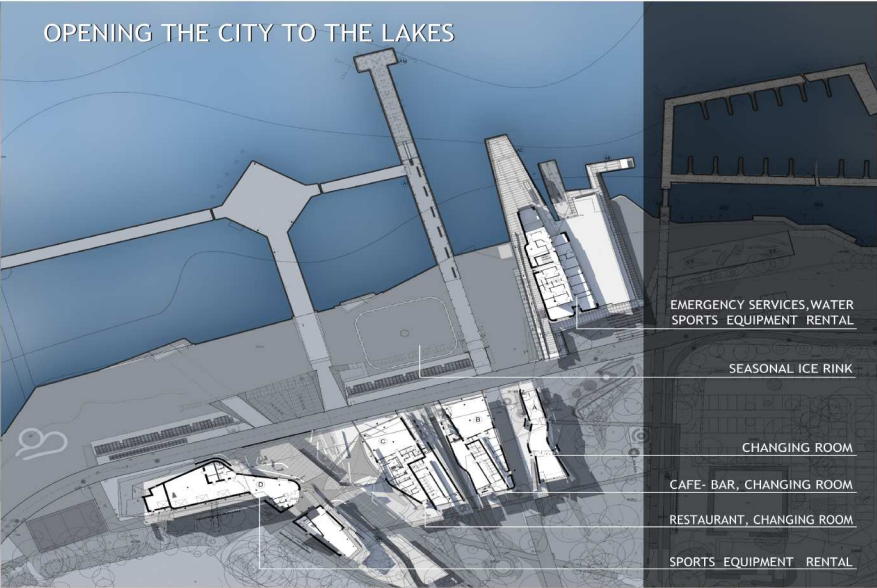 OPENING THE CITY TO THE LAKES
EMERGENCY SERVICES,WATER
SPORTS EQUIPMENT RENTAL
SEASONAL ICE RINK
CHANGING ROOM
CAFE- BAR, CHANGING ROOM
RESTAURANT, CHANGING ROOM
SPORTS EQUIPMENT RENTAL
A
B
C
D